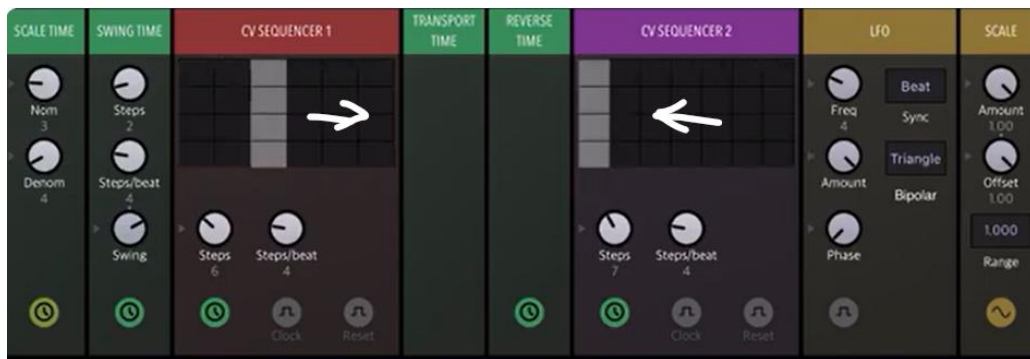 SCALE TIME
Nom
3
Denom
4
SWING TIME
Steps
2
Steps/beat
4
Swing
CV SEQUENCER 1
Steps
6
Steps/beat
4
Clock
Reset
TRANSPORT
TIME
REVERSE
TIME
CV SEQUENCER 2
Steps
7
Steps/beat
4
Clock
Reset
LFO
Freq
4
Beat
Sync
Amount
Triangle
Bipolar
Phase
SCALE
Amount
1.00
Offset
1.00
1.000
Range